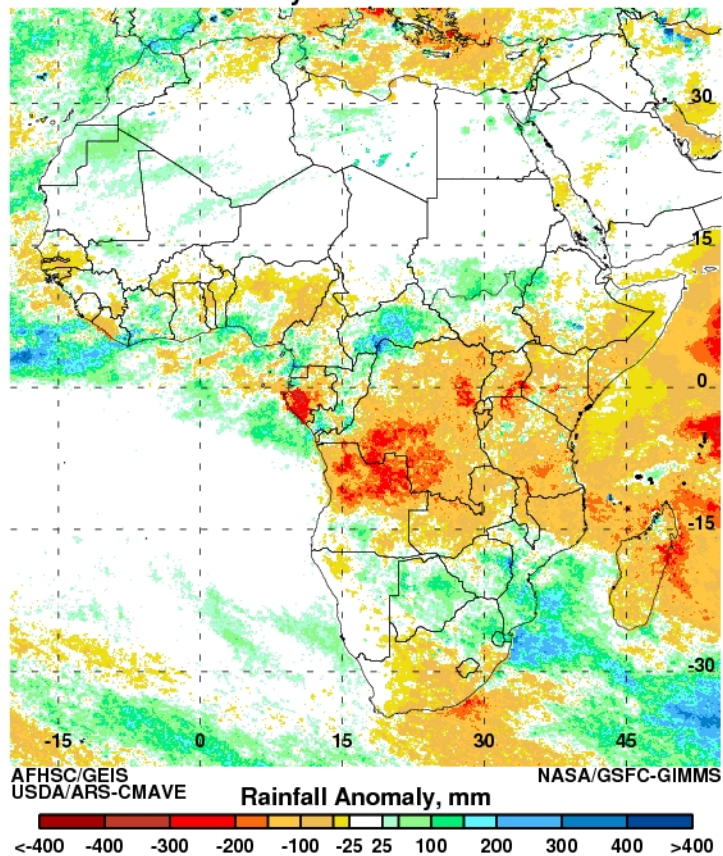 30
15
0
-15
-30
-15 0 15 30 45
AFHSC/GEIS NASA/GSFC-GIMMS
USDA/ARS-CMAVE
Rainfall Anomaly, mm
<-400 -400 -300 -200 -100 -25 25 100 200 300 400 >400